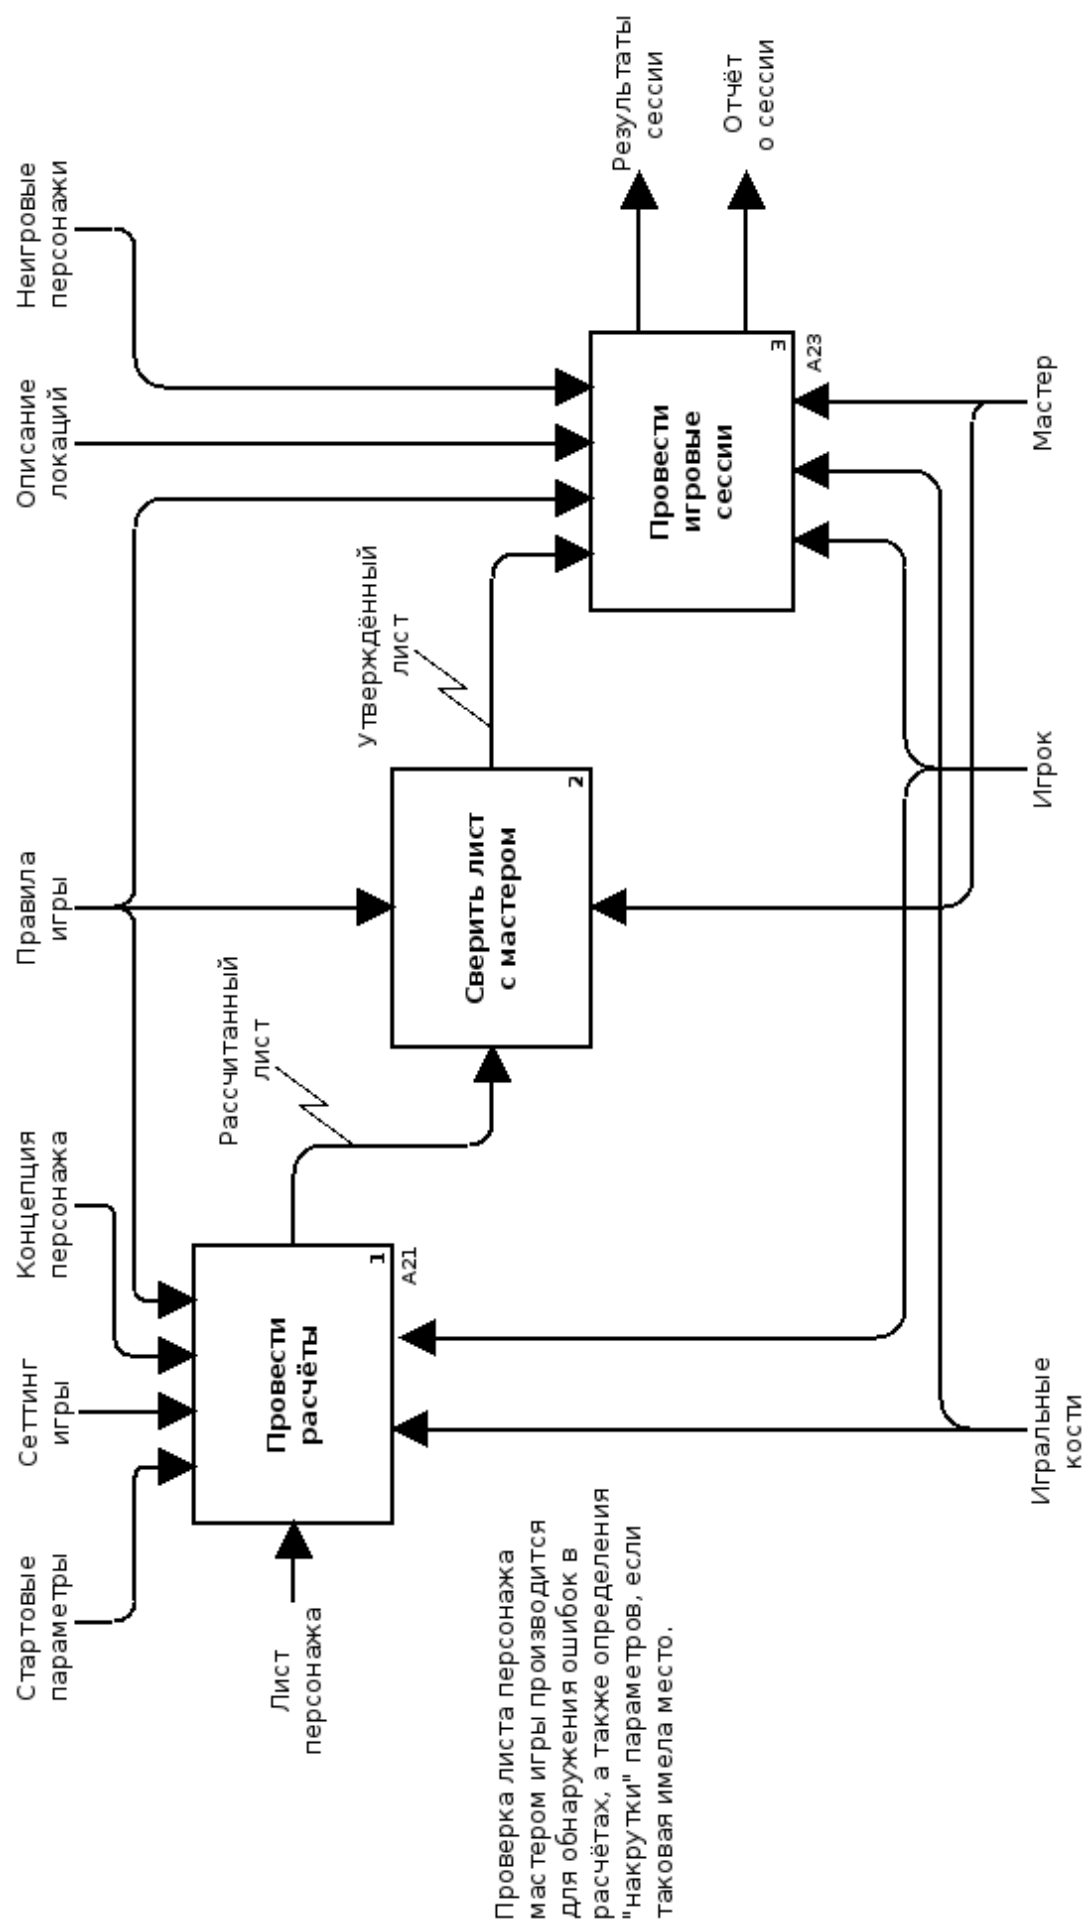 Стартовые
параметры
Сеттинг
игры
Концепция
персонажа
Правила
игры
Описание
локаций
Неигровые
персонажи
Лист
персонажа
Провести
расчёты
1
А21
Рассчитанный
лист
Сверить лист
с мастером
2
Утверждённый
лист
Провести
игровые
сессии
3
А23
Результаты
сессии
Отчёт
о сессии
Проверка листа персонажа
мастером игры производится
для обнаружения ошибок в
расчётах, а также определения
"накрутки" параметров, если
таковая имела место.
Игральные
кости
Игрок
Мастер